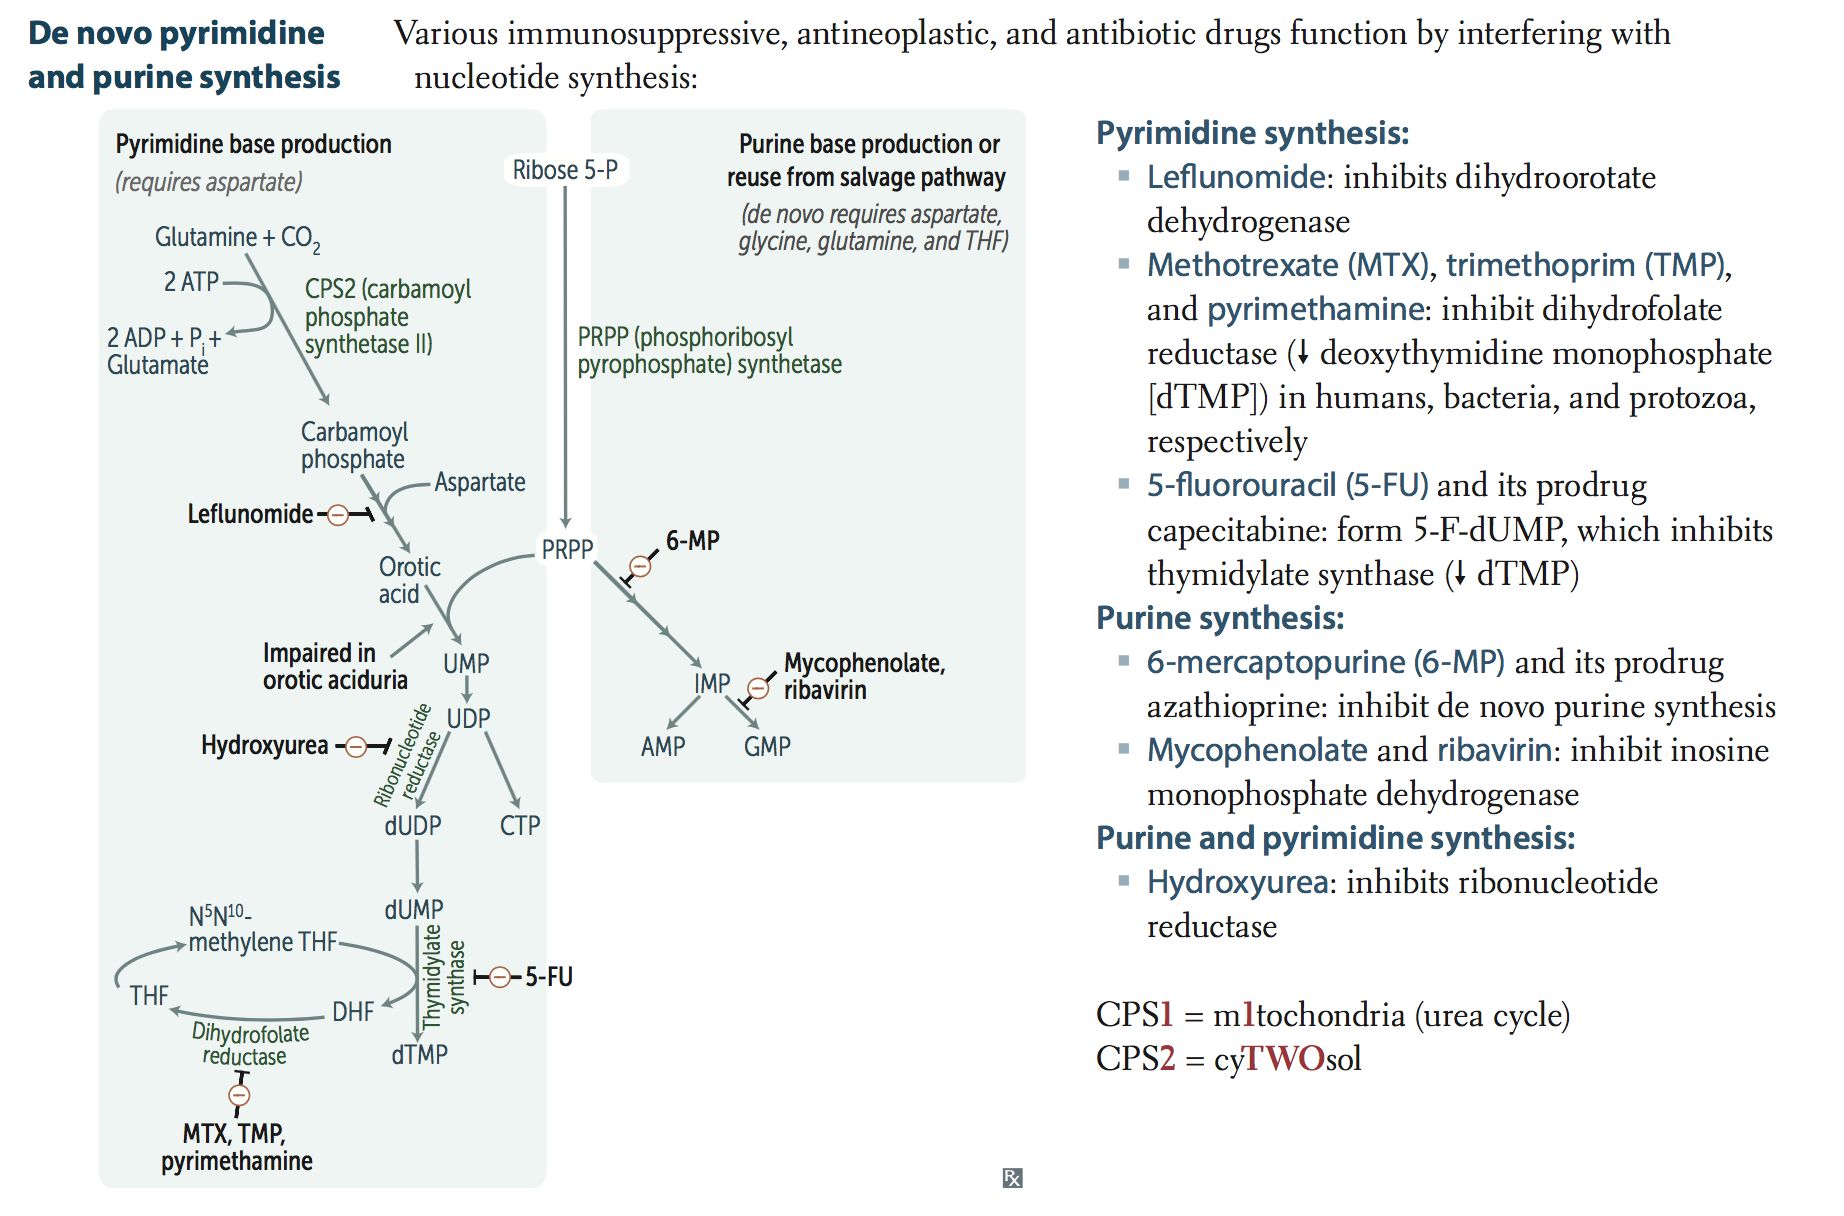 De novo pyrimidine
and purine synthesis
Various immunosuppressive, antineoplastic, and antibiotic drugs function by interfering with
nucleotide synthesis:
Pyrimidine base production
(requires aspartate)
Glutamine + CO₂
2 ATP
2 ADP + Pᵢ +
Glutamate
CPS2 (carbamoyl
phosphate
synthetase II)
Carbamoyl
phosphate
Aspartate
Leflunomide
Orotic
acid
Impaired in
orotic aciduria
UMP
UDP
Hydroxyurea
Ribonucleotide
reductase
dUDP
CTP
dUMP
N⁵N¹⁰-
methylene THF
THF
DHF
Thymidylate
synthase
5-FU
Dihydrofolate
reductase
dTMP
MTX, TMP,
pyrimethamine
Ribose 5-P
Purine base production or
reuse from salvage pathway
(de novo requires aspartate,
glycine, glutamine, and THF)
PRPP (phosphoribosyl
pyrophosphate) synthetase
PRPP
6-MP
IMP
Mycophenolate,
ribavirin
AMP
GMP
Rx
Pyrimidine synthesis:
Leflunomide: inhibits dihydroorotate
dehydrogenase
Methotrexate (MTX), trimethoprim (TMP),
and pyrimethamine: inhibit dihydrofolate
reductase (↓ deoxythymidine monophosphate
[dTMP]) in humans, bacteria, and protozoa,
respectively
5-fluorouracil (5-FU) and its prodrug
capecitabine: form 5-F-dUMP, which inhibits
thymidylate synthase (↓ dTMP)
Purine synthesis:
6-mercaptopurine (6-MP) and its prodrug
azathioprine: inhibit de novo purine synthesis
Mycophenolate and ribavirin: inhibit inosine
monophosphate dehydrogenase
Purine and pyrimidine synthesis:
Hydroxyurea: inhibits ribonucleotide
reductase
CPS1 = m1tochondria (urea cycle)
CPS2 = cyTWOsol